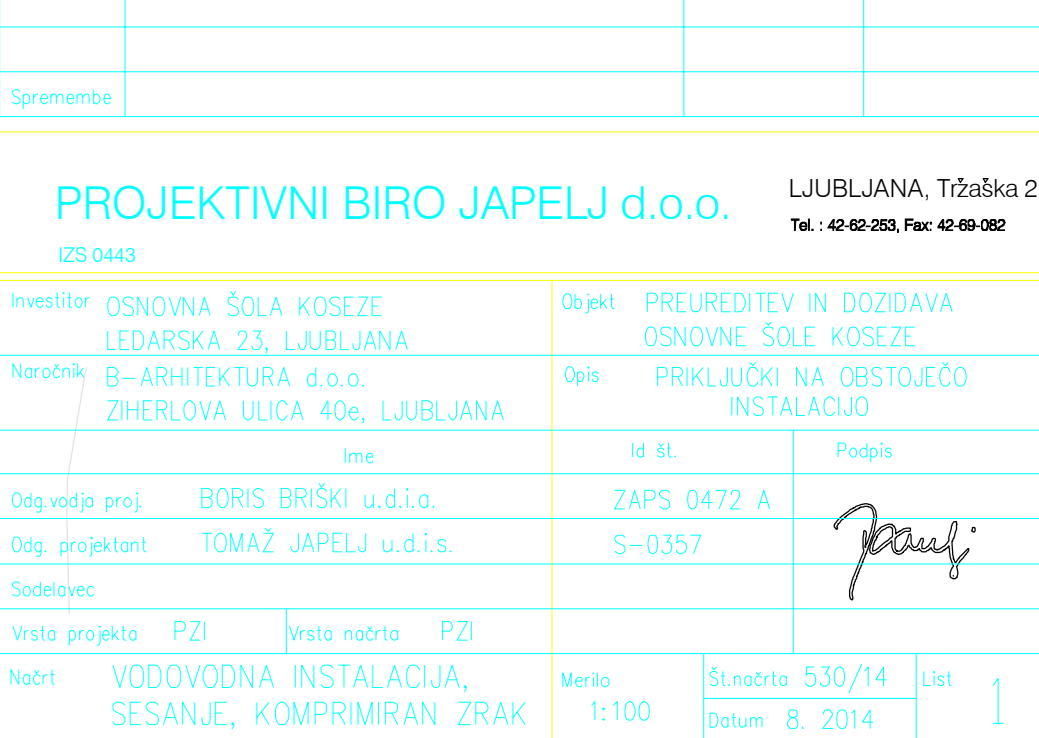 Spremembe
PROJEKTIVNI BIRO JAPELJ d.o.o.
LJUBLJANA, Tržaška 2
Tel. : 42-62-253, Fax: 42-69-082
IZS 0443
Investitor OSNOVNA ŠOLA KOSEZE
LEDARSKA 23, LJUBLJANA
Objekt PREUREDITEV IN DOZIDAVA
OSNOVNE ŠOLE KOSEZE
Naročnik B-ARHITEKTURA d.o.o.
ZIHERLOVA ULICA 40e, LJUBLJANA
Opis PRIKLJUČKI NA OBSTOJEČO
INSTALACIJO
Ime Id št. Podpis
Odg.vodja proj. BORIS BRIŠKI u.d.i.a. ZAPS 0472 A
Odg. projektant TOMAŽ JAPELJ u.d.i.s. S-0357
Sodelavec
Vrsta projekta PZI Vrsta načrta PZI
Načrt VODOVODNA INSTALACIJA,
SESANJE, KOMPRIMIRAN ZRAK
Merilo
1:100
Št.načrta 530/14
Datum 8. 2014
List 1